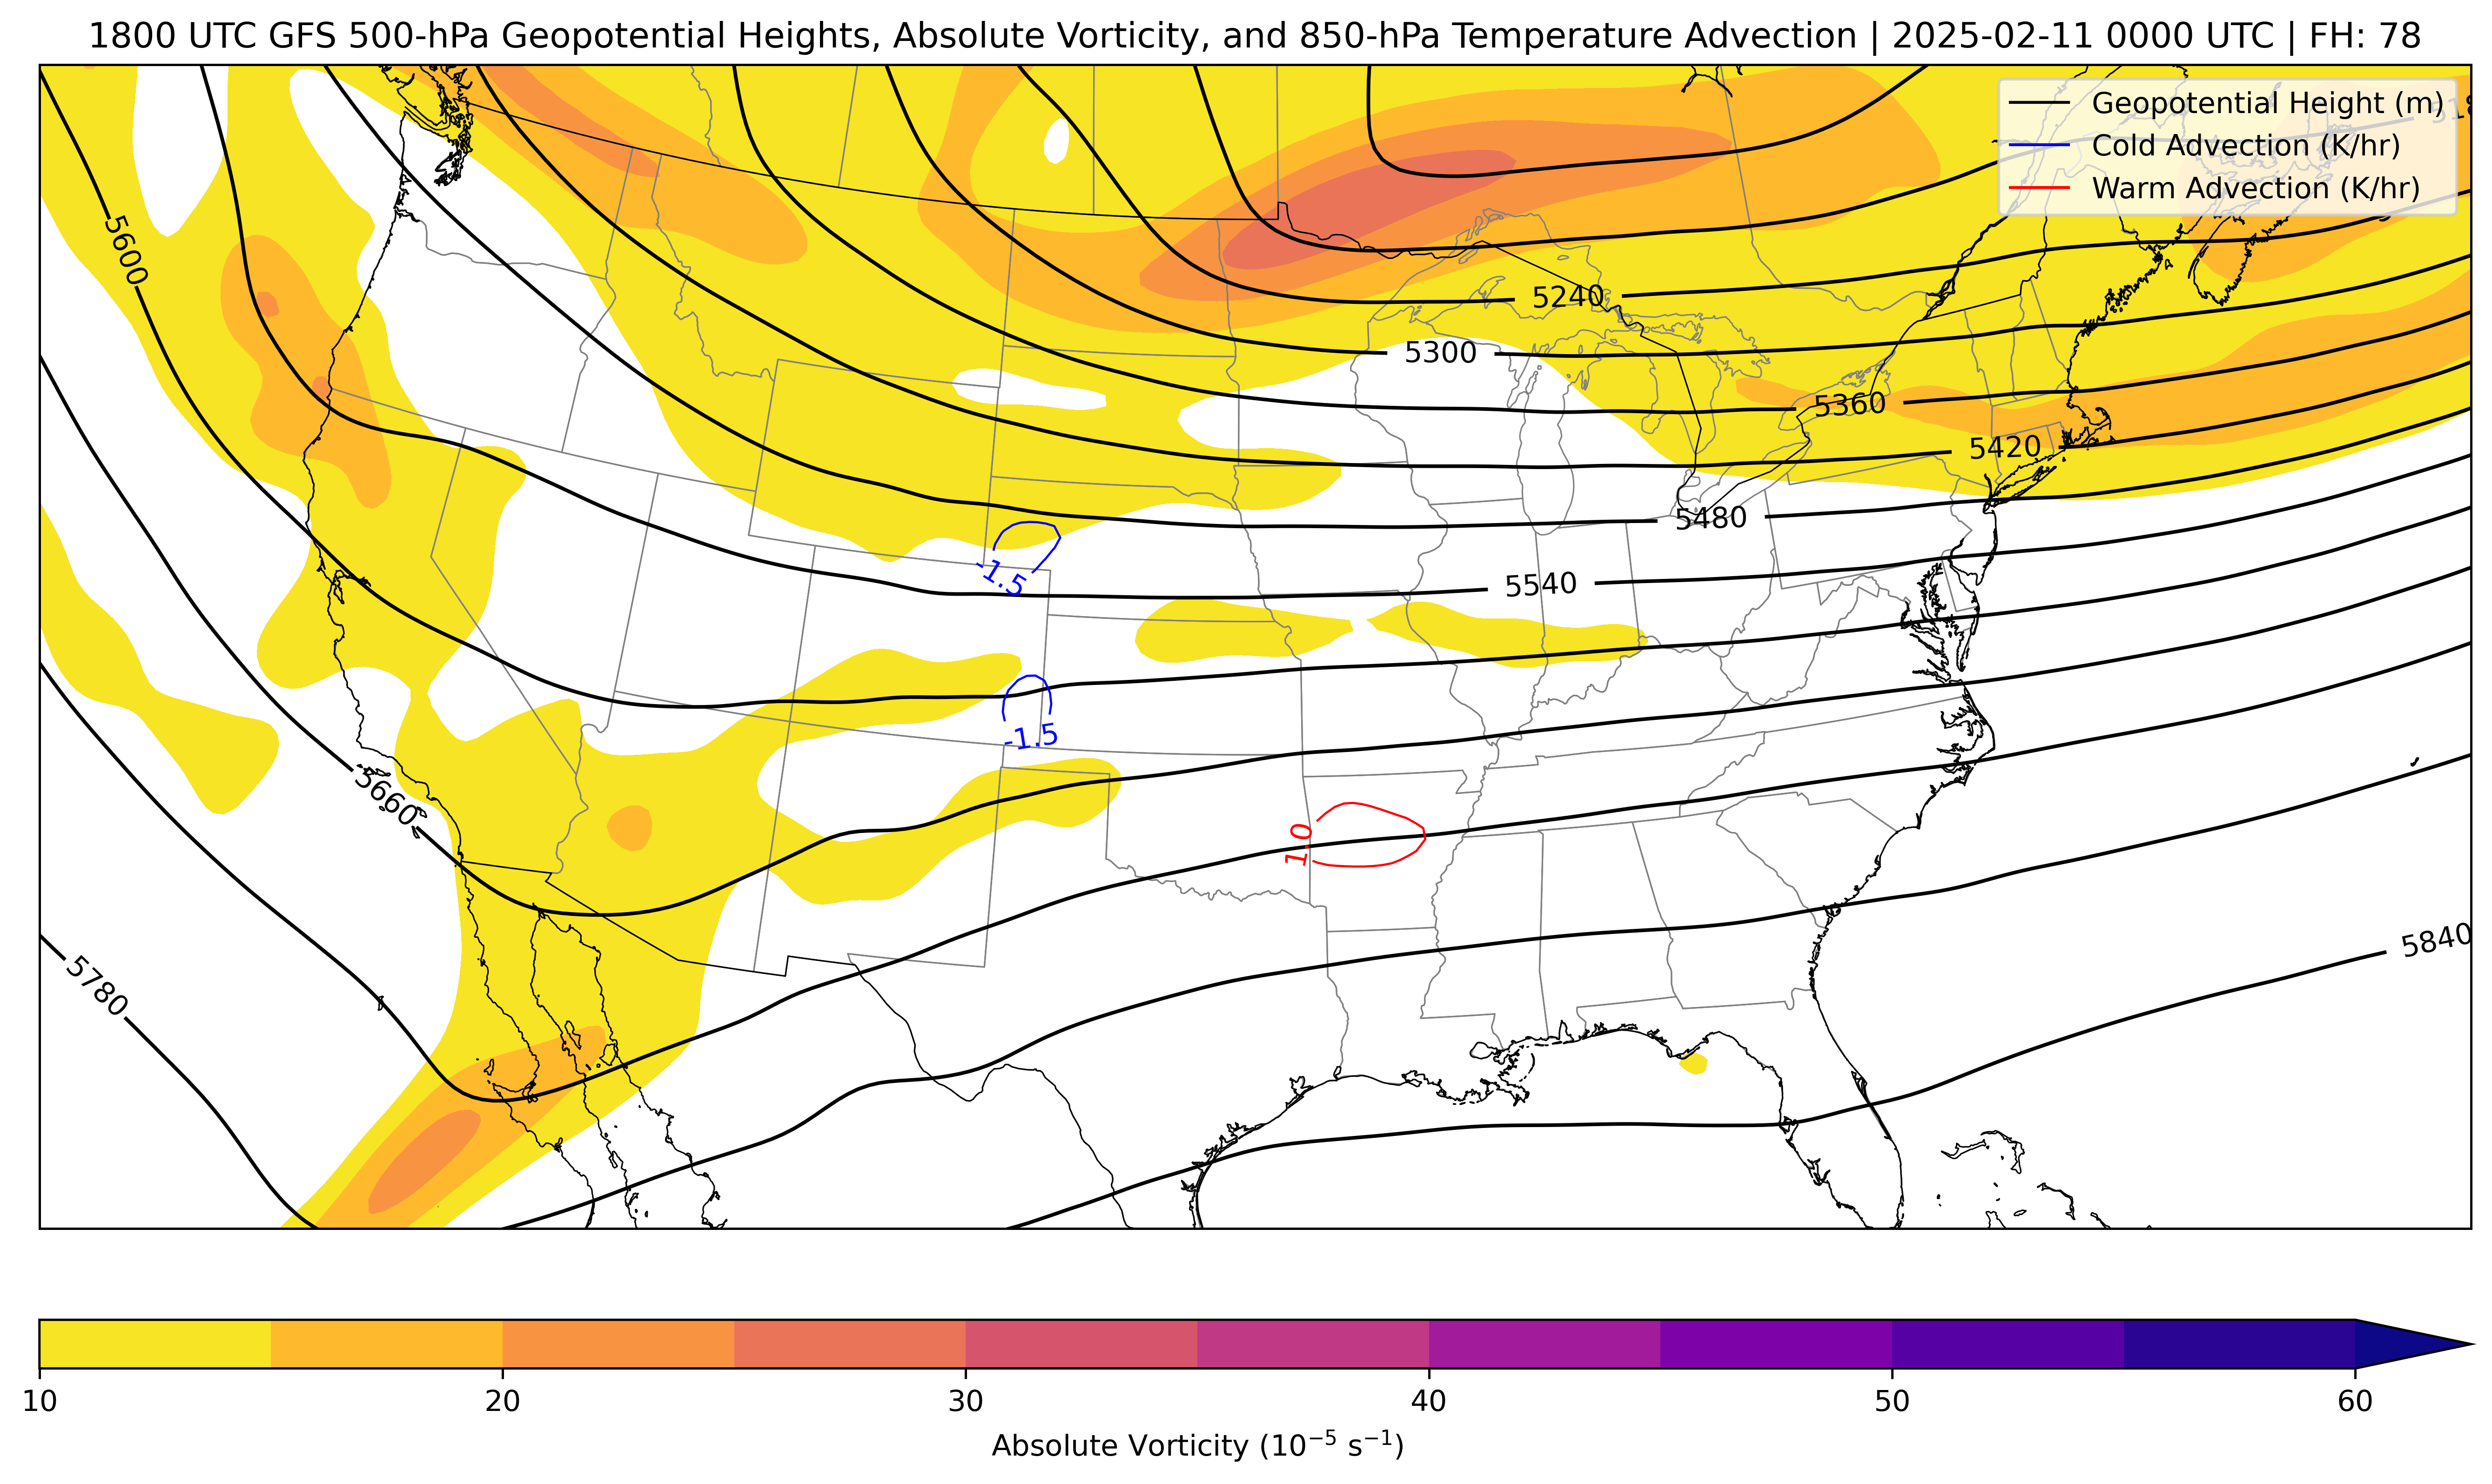 1800 UTC GFS 500-hPa Geopotential Heights, Absolute Vorticity, and 850-hPa Temperature Advection | 2025-02-11 0000 UTC | FH: 78
Geopotential Height (m)
Cold Advection (K/hr)
Warm Advection (K/hr)
5600
5240
5300
5360
5420
5480
-1.5
5540
-1.5
5660
1.0
5840
5780
10 20 30 40 50 60
Absolute Vorticity (10⁻⁵ s⁻¹)